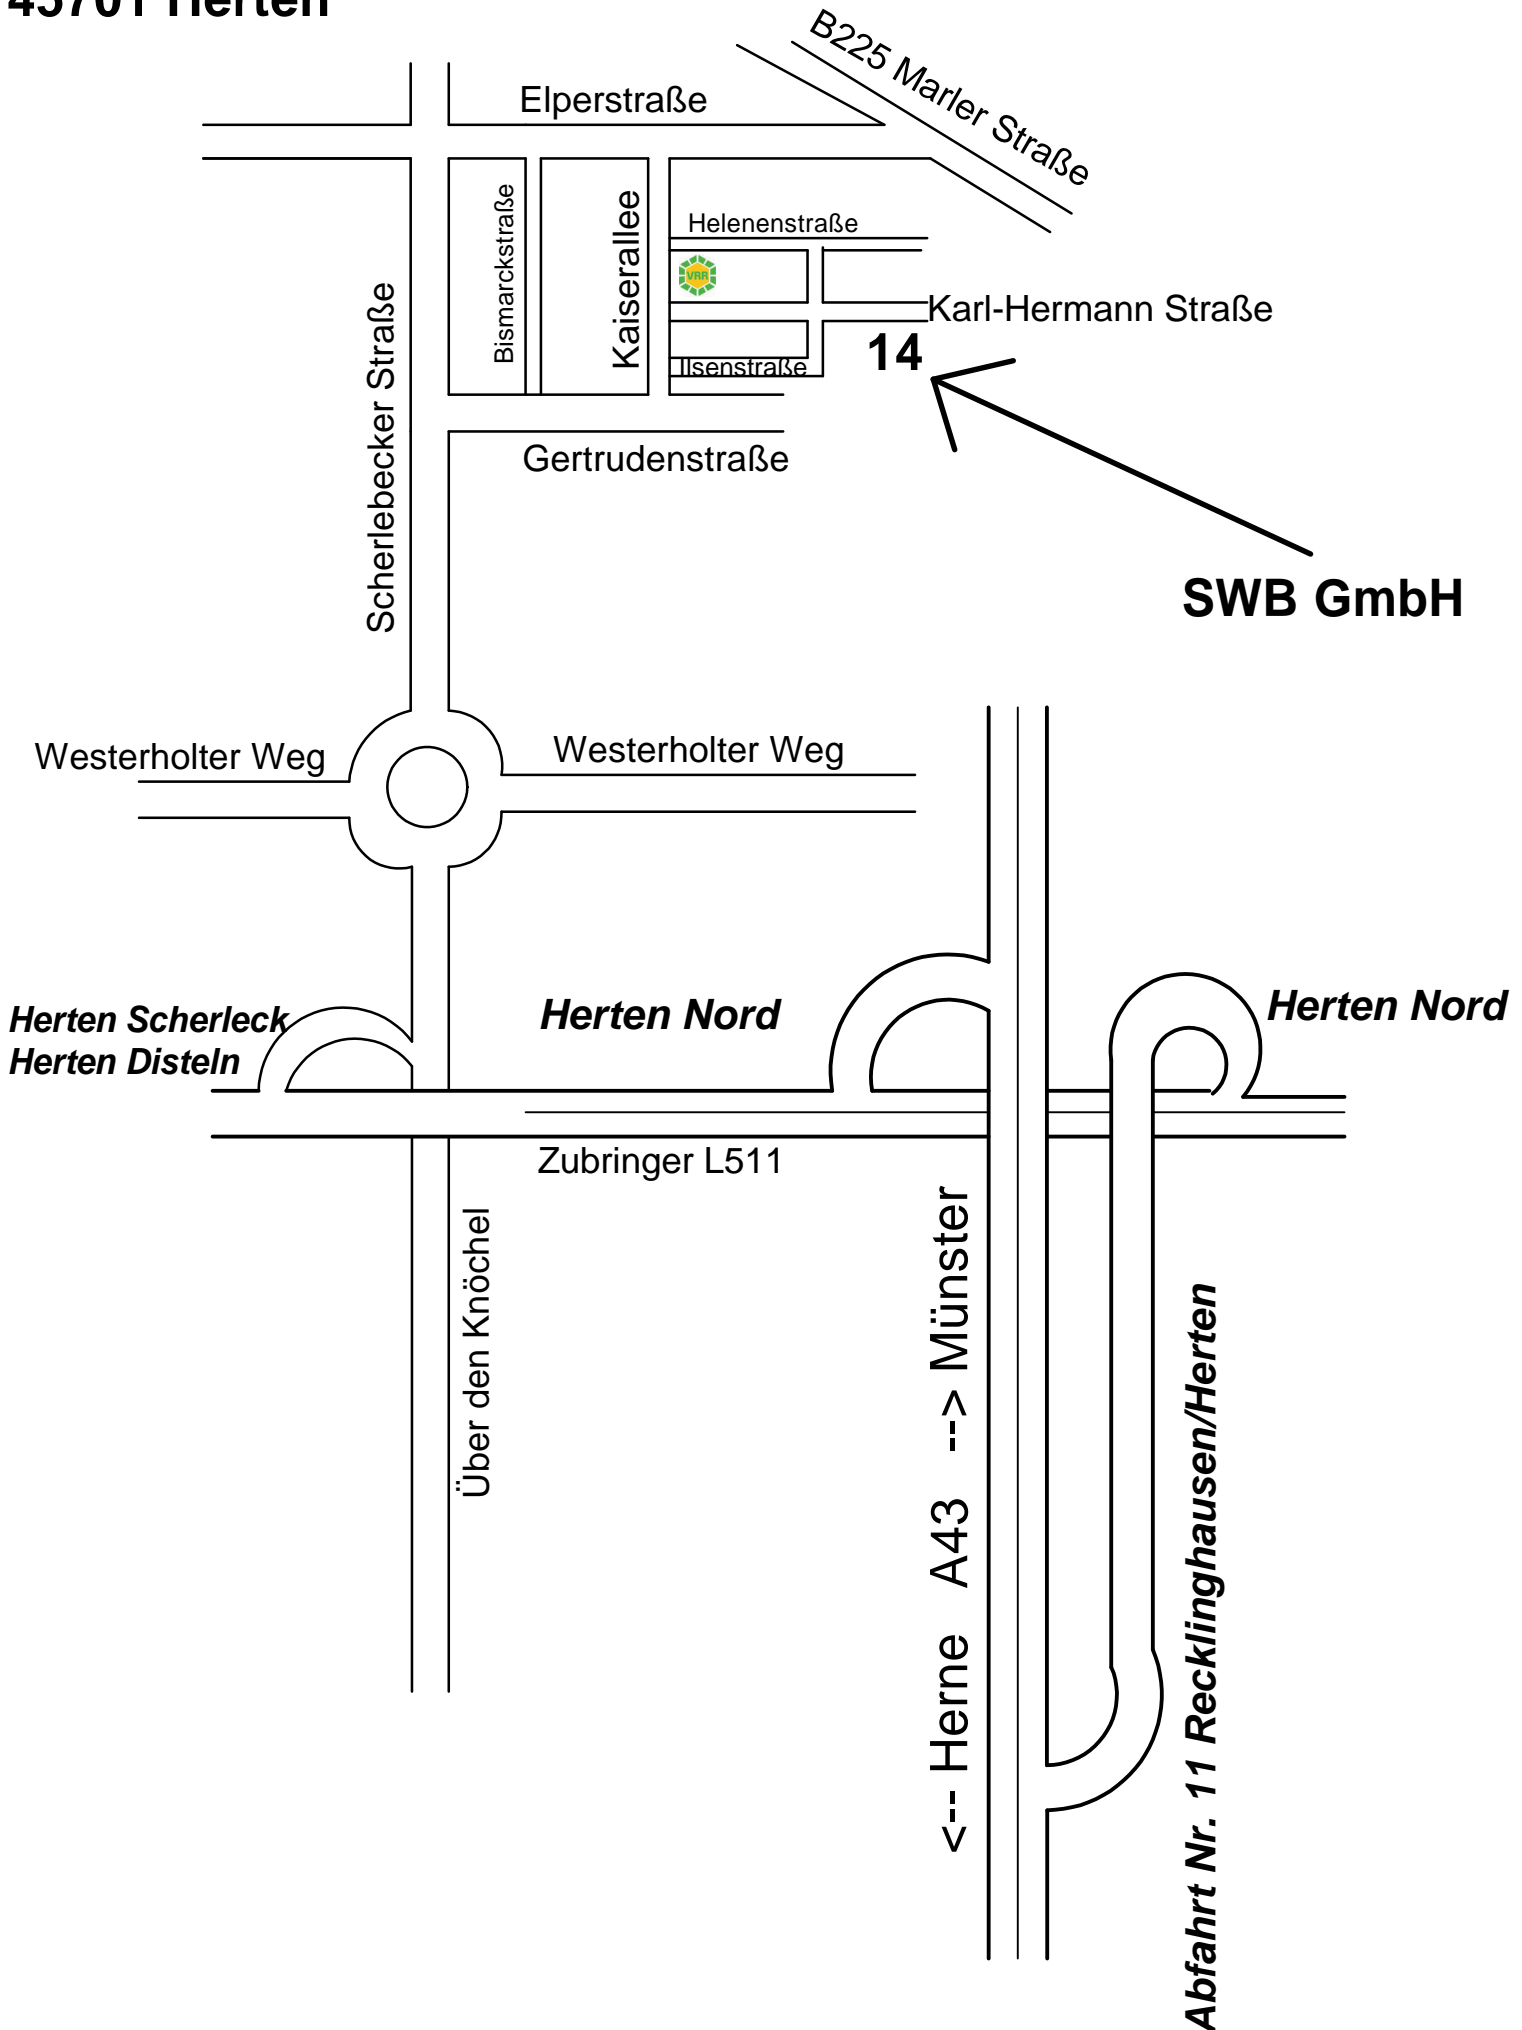 45701 Herten
B225 Marler Straße
Elperstraße
Bismarckstraße
Kaiserallee
Helenenstraße
VRR
Karl-Hermann Straße
14
Ilsenstraße
Scherlebecker Straße
Gertrudenstraße
SWB GmbH
Westerholter Weg
Westerholter Weg
Herten Scherleck
Herten Disteln
Herten Nord
Herten Nord
Zubringer L511
Über den Knöchel
<-- Herne A43 --> Münster
Abfahrt Nr. 11 Recklinghausen/Herten